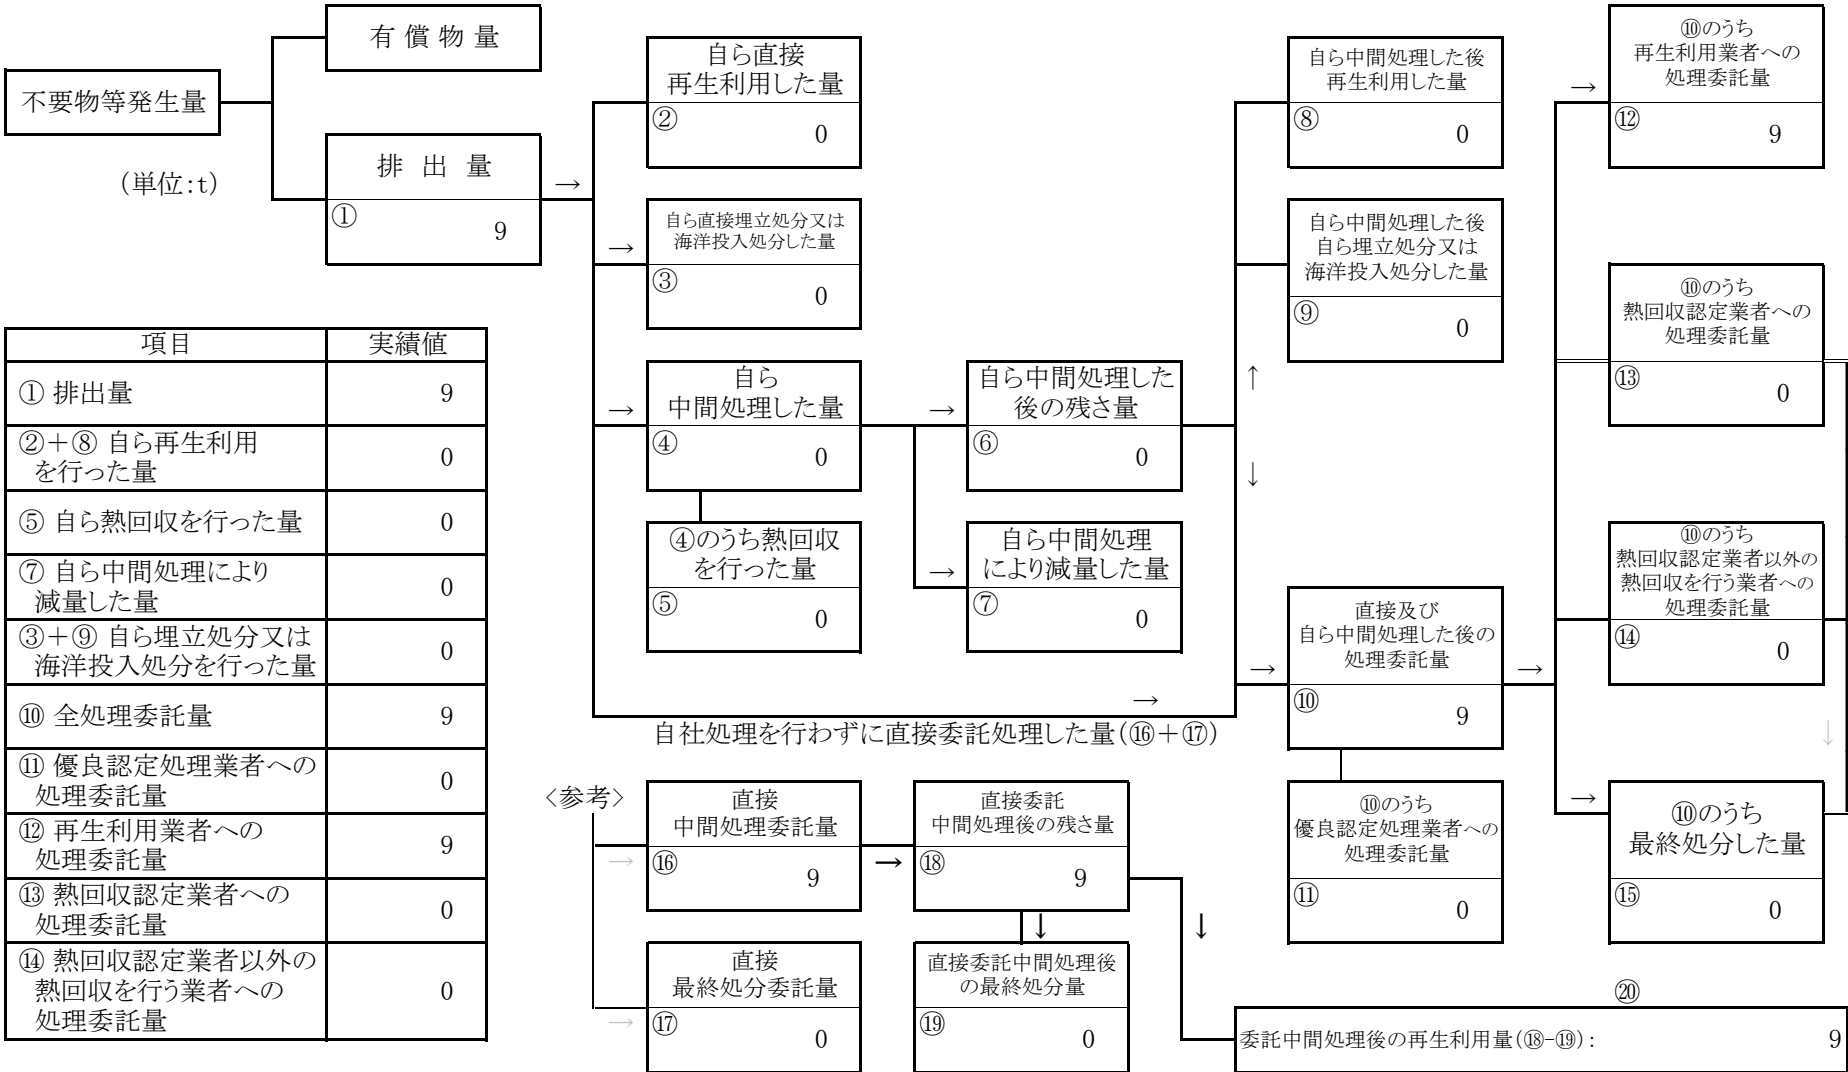 有 償 物 量
不要物等発生量
（単位：t）
排　出　量
①
9
→
自ら直接
再生利用した量
②
0
→
自ら直接埋立処分又は
海洋投入処分した量
③
0
→
自ら
中間処理した量
④
0
④のうち熱回収
を行った量
⑤
0
→
自ら中間処理した
後の残さ量
⑥
0
→
自ら中間処理
により減量した量
⑦
0
自ら中間処理した後
再生利用した量
⑧
0
自ら中間処理した後
自ら埋立処分又は
海洋投入処分した量
⑨
0
↑
↓
→
自社処理を行わずに直接委託処理した量（⑯＋⑰）
→
直接及び
自ら中間処理した後の
処理委託量
⑩
9
→
⑩のうち
優良認定処理業者への
処理委託量
⑪
0
→
⑩のうち
再生利用業者への
処理委託量
⑫
9
⑩のうち
熱回収認定業者への
処理委託量
⑬
0
⑩のうち
熱回収認定業者以外の
熱回収を行う業者への
処理委託量
⑭
0
↓
→
⑩のうち
最終処分した量
⑮
0
項目 実績値
① 排出量 9
②＋⑧ 自ら再生利用
を行った量 0
⑤ 自ら熱回収を行った量 0
⑦ 自ら中間処理により
減量した量 0
③＋⑨ 自ら埋立処分又は
海洋投入処分を行った量 0
⑩ 全処理委託量 9
⑪ 優良認定処理業者への
処理委託量 0
⑫ 再生利用業者への
処理委託量 9
⑬ 熱回収認定業者への
処理委託量 0
⑭ 熱回収認定業者以外の
熱回収を行う業者への
処理委託量 0
〈参考〉
→
直接
中間処理委託量
⑯
9
→
直接委託
中間処理後の残さ量
⑱
9
↓
↓
→
直接
最終処分委託量
⑰
0
直接委託中間処理後
の最終処分量
⑲
0
⑳
委託中間処理後の再生利用量（⑱-⑲）： 9